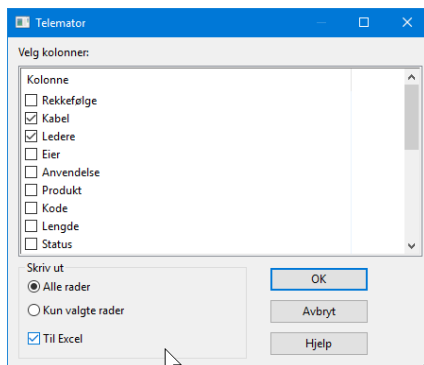 Telemator
Velg kolonner:
Kolonne
Rekkefølge
Kabel
Ledere
Eier
Anvendelse
Produkt
Kode
Lengde
Status
Skriv ut
Alle rader
Kun valgte rader
Til Excel
OK
Avbryt
Hjelp